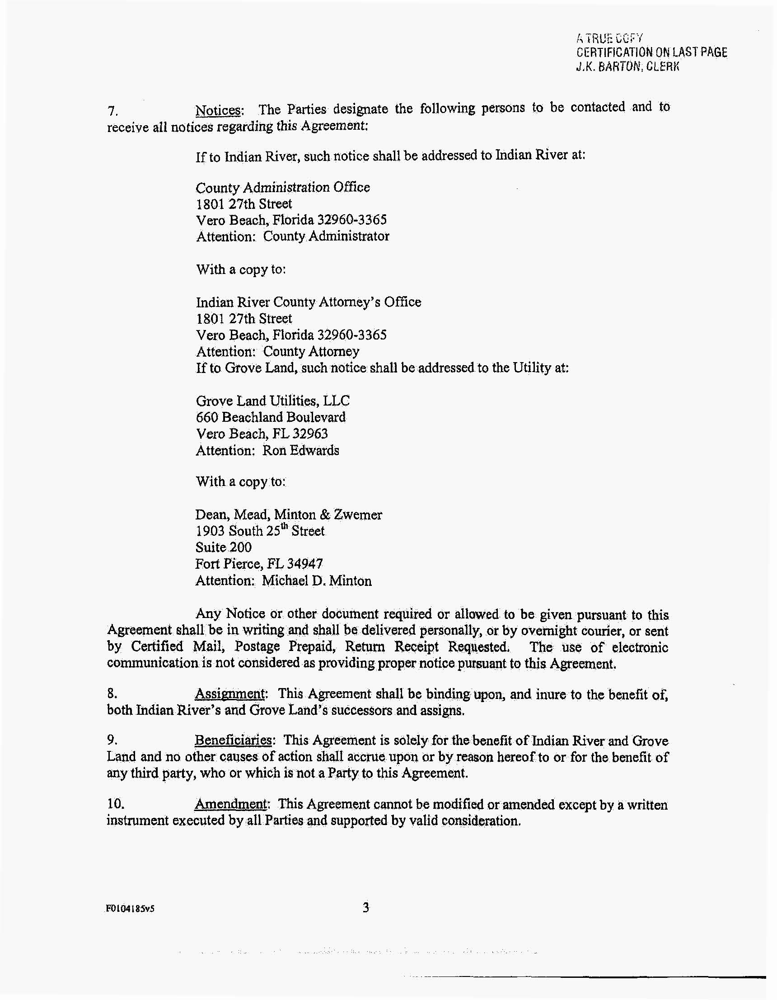 A TRUE COPY
CERTIFICATION ON LAST PAGE
J.K. BARTON, CLERK
7. Notices: The Parties designate the following persons to be contacted and to
receive all notices regarding this Agreement:
If to Indian River, such notice shall be addressed to Indian River at:
County Administration Office
1801 27th Street
Vero Beach, Florida 32960-3365
Attention: County Administrator
With a copy to:
Indian River County Attorney's Office
1801 27th Street
Vero Beach, Florida 32960-3365
Attention: County Attorney
If to Grove Land, such notice shall be addressed to the Utility at:
Grove Land Utilities, LLC
660 Beachland Boulevard
Vero Beach, FL 32963
Attention: Ron Edwards
With a copy to:
Dean, Mead, Minton & Zwemer
1903 South 25th Street
Suite 200
Fort Pierce, FL 34947
Attention: Michael D. Minton
Any Notice or other document required or allowed to be given pursuant to this
Agreement shall be in writing and shall be delivered personally, or by overnight courier, or sent
by Certified Mail, Postage Prepaid, Return Receipt Requested. The use of electronic
communication is not considered as providing proper notice pursuant to this Agreement.
8. Assignment: This Agreement shall be binding upon, and inure to the benefit of,
both Indian River's and Grove Land's successors and assigns.
9. Beneficiaries: This Agreement is solely for the benefit of Indian River and Grove
Land and no other causes of action shall accrue upon or by reason hereof to or for the benefit of
any third party, who or which is not a Party to this Agreement.
10. Amendment: This Agreement cannot be modified or amended except by a written
instrument executed by all Parties and supported by valid consideration.
F0104185v5 3